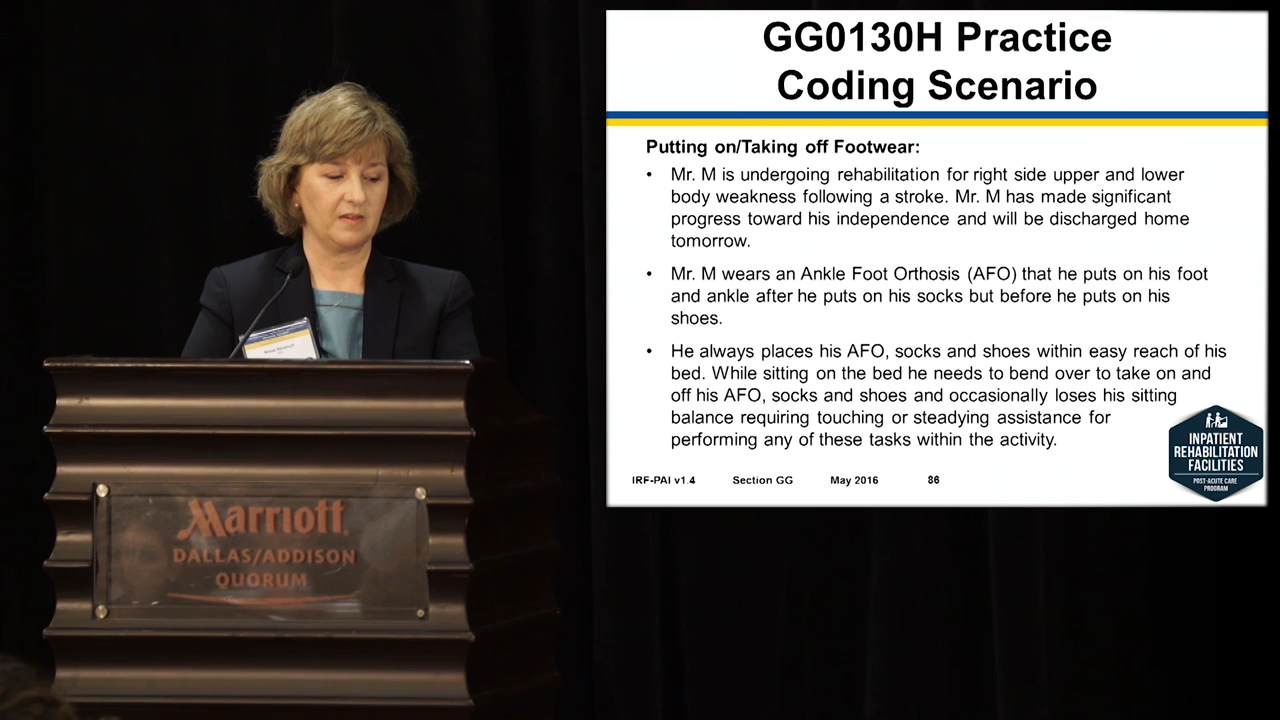 GG0130H Practice
Coding Scenario
Putting on/Taking off Footwear:
• Mr. M is undergoing rehabilitation for right side upper and lower
body weakness following a stroke. Mr. M has made significant
progress toward his independence and will be discharged home
tomorrow.
• Mr. M wears an Ankle Foot Orthosis (AFO) that he puts on his foot
and ankle after he puts on his socks but before he puts on his
shoes.
• He always places his AFO, socks and shoes within easy reach of his
bed. While sitting on the bed he needs to bend over to take on and
off his AFO, socks and shoes and occasionally loses his sitting
balance requiring touching or steadying assistance for
performing any of these tasks within the activity.
IRF-PAI v1.4 Section GG May 2016 86
INPATIENT
REHABILITATION
FACILITIES
POST-ACUTE CARE
PROGRAM
Marriott
DALLAS/ADDISON
QUORUM